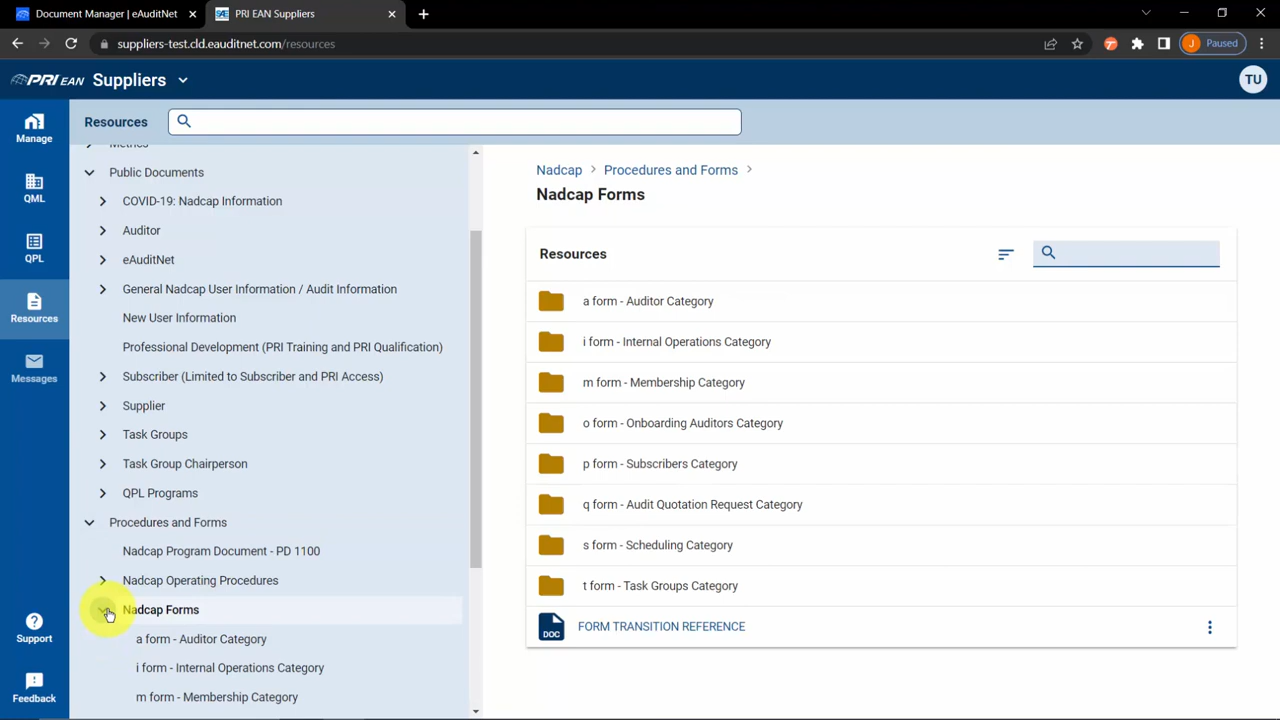 Document Manager | eAuditNet
PRI EAN Suppliers
suppliers-test.cld.eauditnet.com/resources
J
Paused
PRI EAN Suppliers
TU
Manage
QML
QPL
Resources
Messages
Support
Feedback
Resources
Metrics
Public Documents
COVID-19: Nadcap Information
Auditor
eAuditNet
General Nadcap User Information / Audit Information
New User Information
Professional Development (PRI Training and PRI Qualification)
Subscriber (Limited to Subscriber and PRI Access)
Supplier
Task Groups
Task Group Chairperson
QPL Programs
Procedures and Forms
Nadcap Program Document - PD 1100
Nadcap Operating Procedures
Nadcap Forms
a form - Auditor Category
i form - Internal Operations Category
m form - Membership Category
Nadcap > Procedures and Forms >
Nadcap Forms
Resources
a form - Auditor Category
i form - Internal Operations Category
m form - Membership Category
o form - Onboarding Auditors Category
p form - Subscribers Category
q form - Audit Quotation Request Category
s form - Scheduling Category
t form - Task Groups Category
DOC FORM TRANSITION REFERENCE